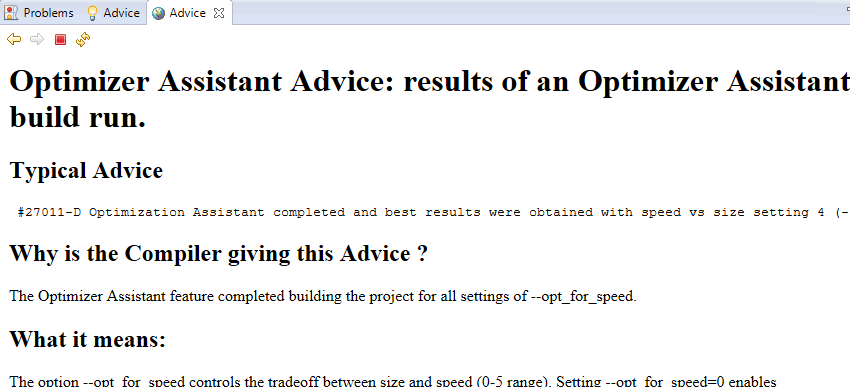 Problems Advice Advice
Optimizer Assistant Advice: results of an Optimizer Assistant
build run.
Typical Advice
#27011-D Optimization Assistant completed and best results were obtained with speed vs size setting 4 (-
Why is the Compiler giving this Advice ?
The Optimizer Assistant feature completed building the project for all settings of --opt_for_speed.
What it means:
The option --opt_for_speed controls the tradeoff between size and speed (0-5 range). Setting --opt_for_speed=0 enables